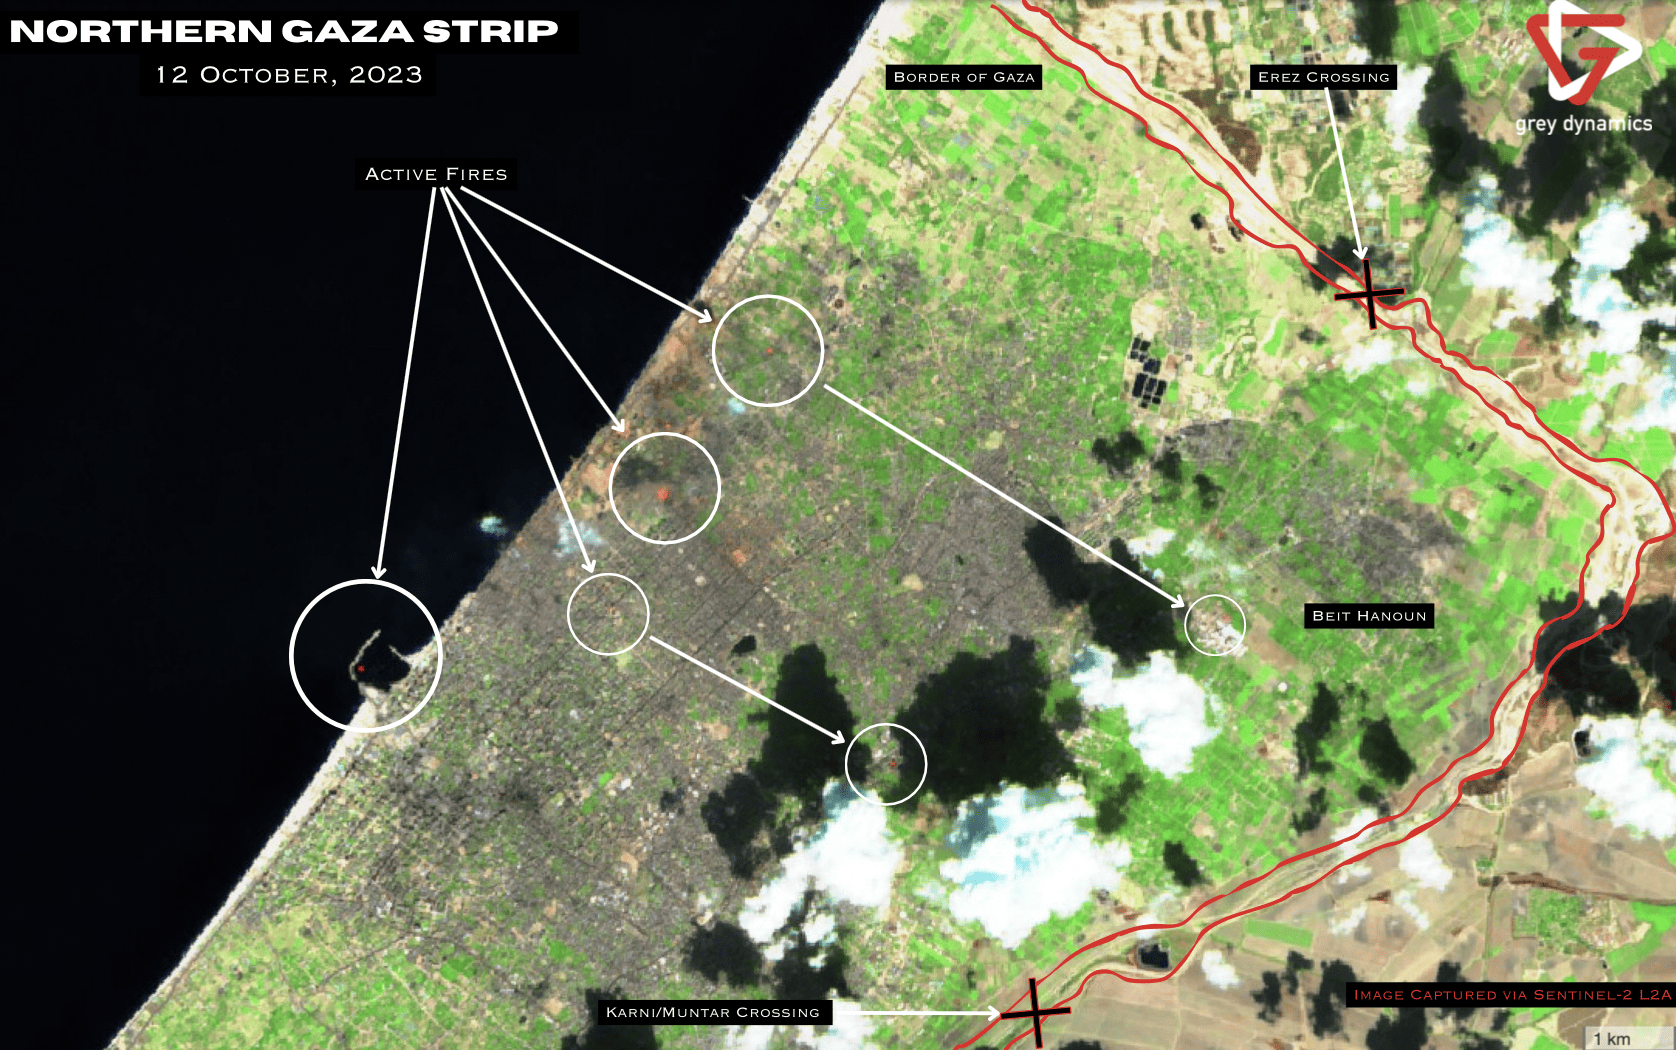 NORTHERN GAZA STRIP
12 October, 2023
Border of Gaza
Erez Crossing
grey dynamics
Active Fires
Beit Hanoun
Karni/Muntar Crossing
Image Captured via Sentinel-2 L2A
1 km